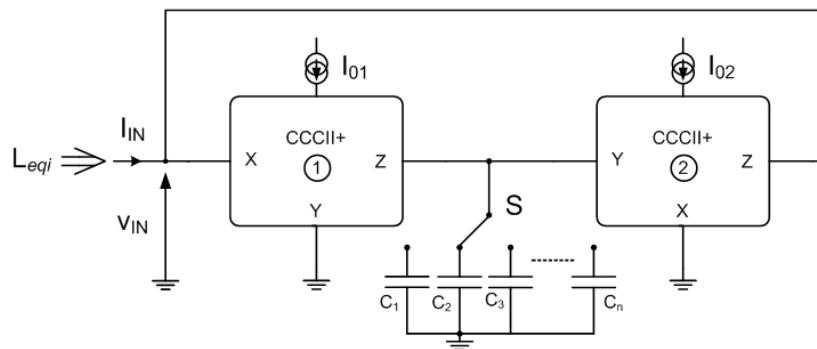 I01
I02
IIN
CCCII+
CCCII+
Leqi
X
1
Z
Y
2
Z
VIN
Y
S
X
C1
C2
C3
Cn